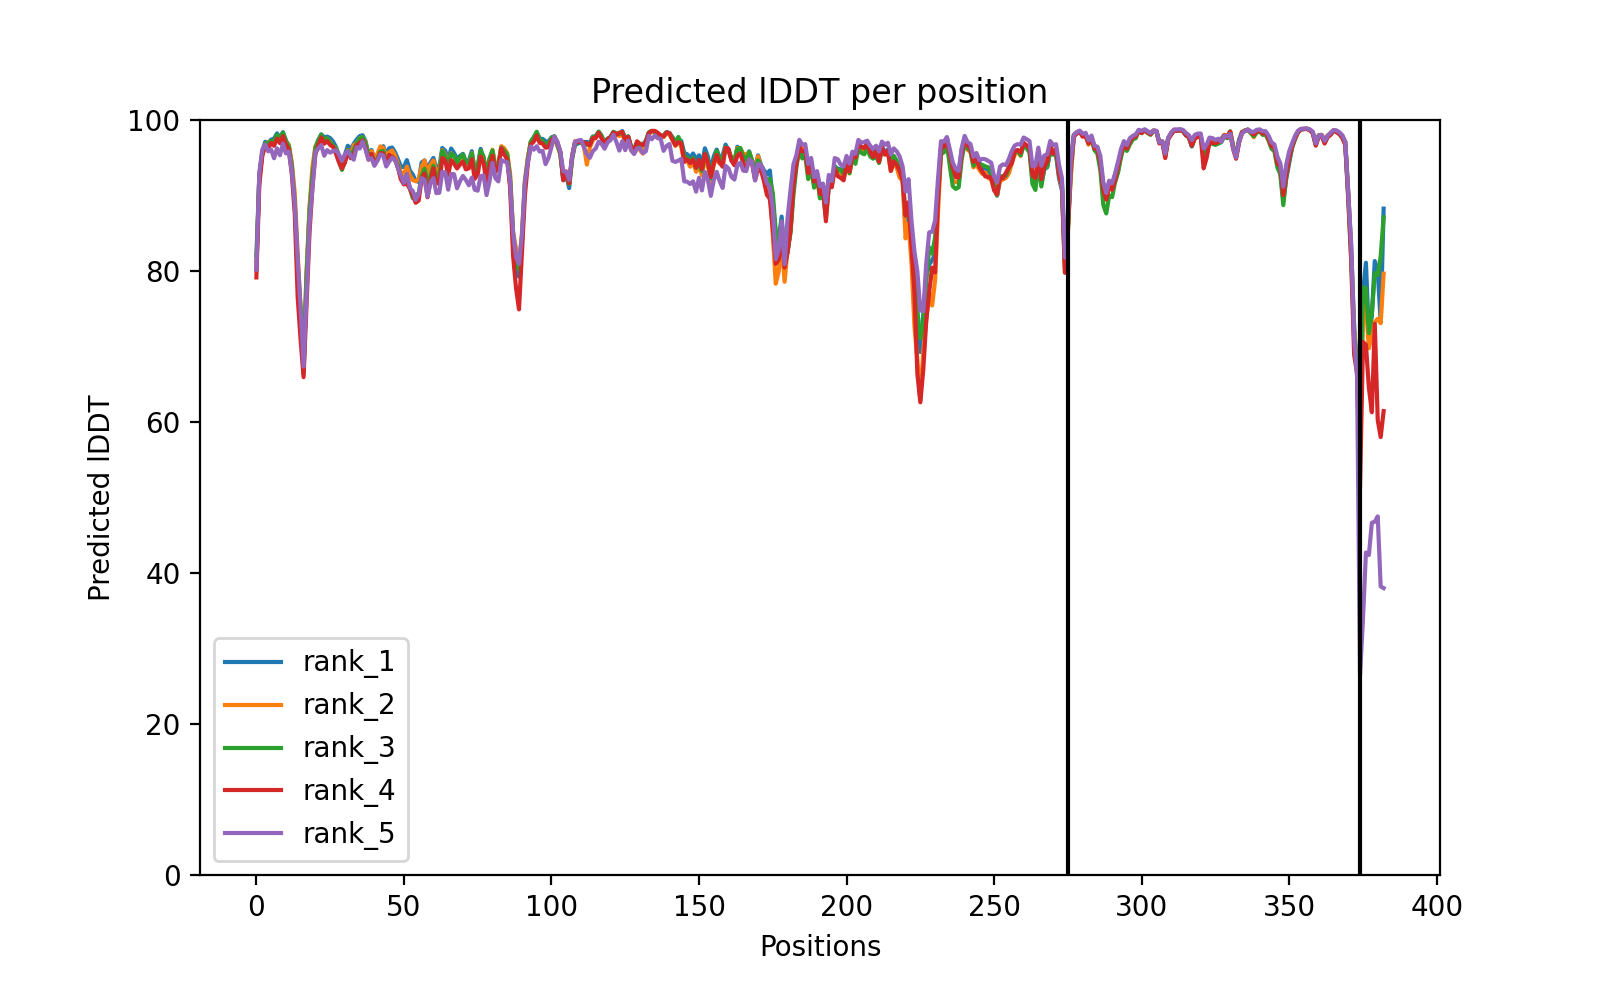 Predicted lDDT per position
100
80
60
40
20
0
Predicted lDDT
rank_1
rank_2
rank_3
rank_4
rank_5
0 50 100 150 200 250 300 350 400
Positions